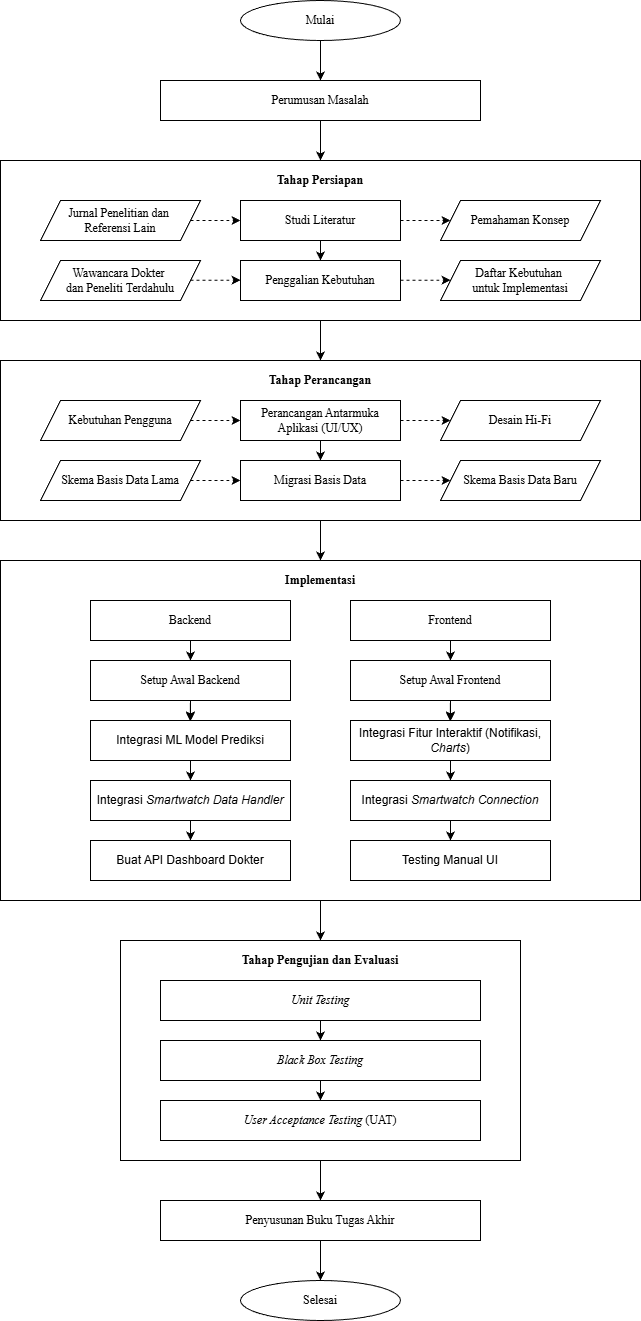 Mulai
Perumusan Masalah
Tahap Persiapan
Jurnal Penelitian dan
Referensi Lain
Studi Literatur
Pemahaman Konsep
Wawancara Dokter
dan Peneliti Terdahulu
Penggalian Kebutuhan
Daftar Kebutuhan
untuk Implementasi
Tahap Perancangan
Kebutuhan Pengguna
Perancangan Antarmuka
Aplikasi (UI/UX)
Desain Hi-Fi
Skema Basis Data Lama
Migrasi Basis Data
Skema Basis Data Baru
Implementasi
Backend
Setup Awal Backend
Integrasi ML Model Prediksi
Integrasi Smartwatch Data Handler
Buat API Dashboard Dokter
Frontend
Setup Awal Frontend
Integrasi Fitur Interaktif (Notifikasi,
Charts)
Integrasi Smartwatch Connection
Testing Manual UI
Tahap Pengujian dan Evaluasi
Unit Testing
Black Box Testing
User Acceptance Testing (UAT)
Penyusunan Buku Tugas Akhir
Selesai